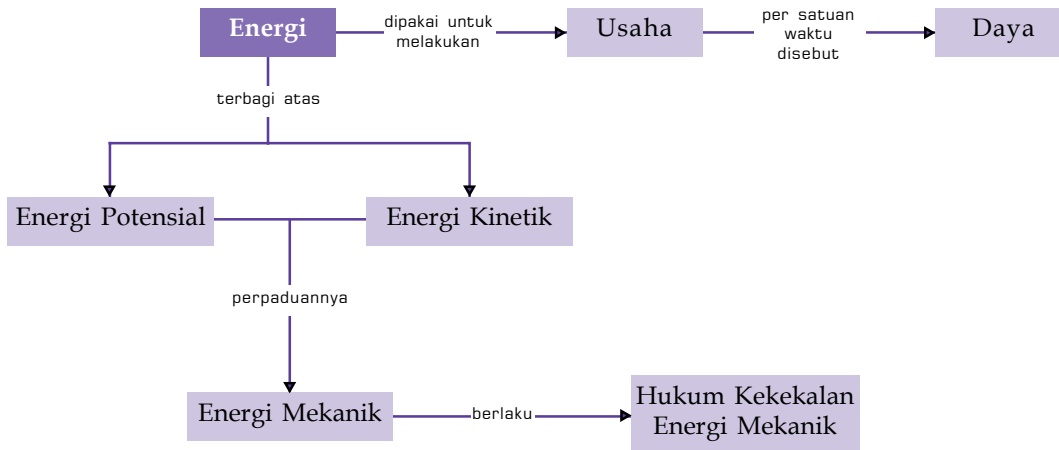 Energi
dipakai untuk
melakukan
Usaha
per satuan
waktu
disebut
Daya
terbagi atas
Energi Potensial
Energi Kinetik
perpaduannya
Energi Mekanik
berlaku
Hukum Kekekalan
Energi Mekanik